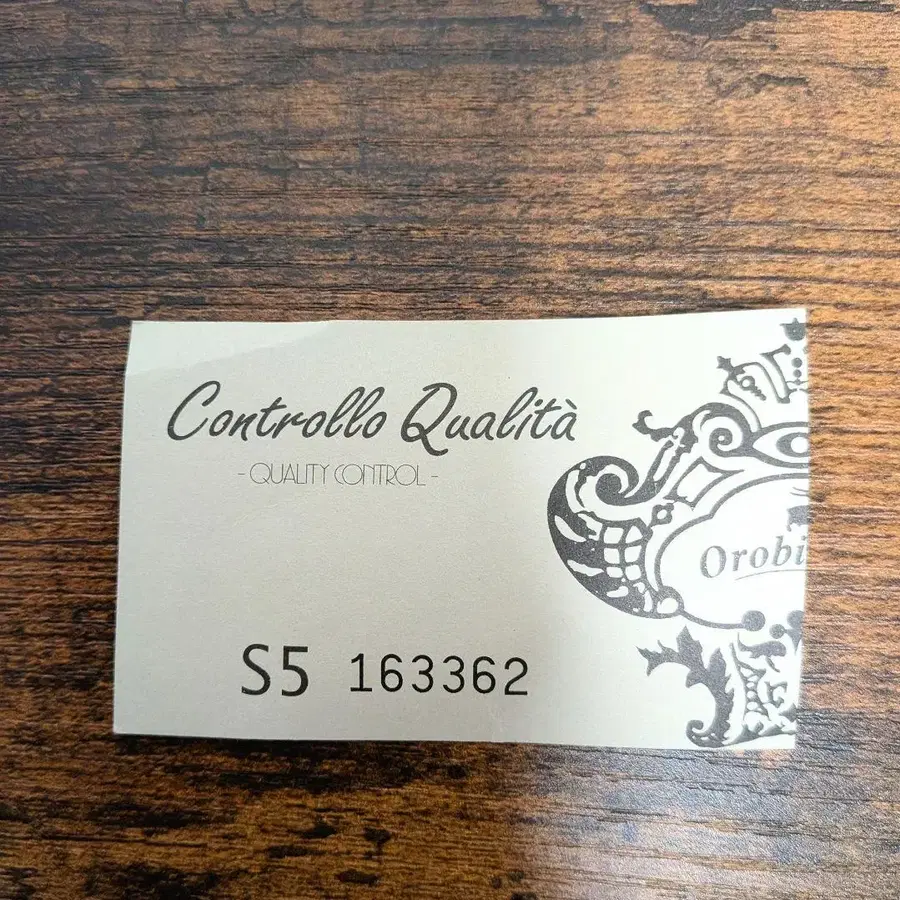 Controllo Qualità
- QUALITY CONTROL -
Orobi
S5 163362